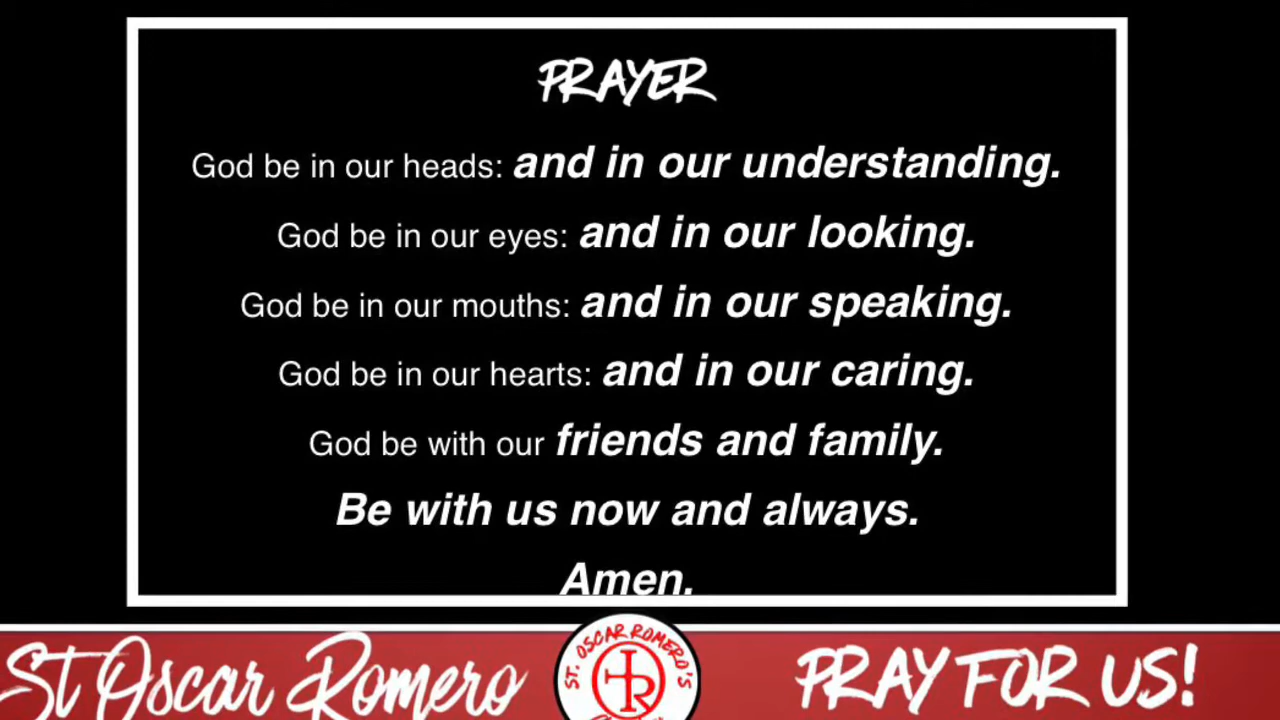 PRAYER
God be in our heads: and in our understanding.
God be in our eyes: and in our looking.
God be in our mouths: and in our speaking.
God be in our hearts: and in our caring.
God be with our friends and family.
Be with us now and always.
Amen.
St Oscar Romero
ST. OSCAR ROMERO'S
PRAY FOR US!